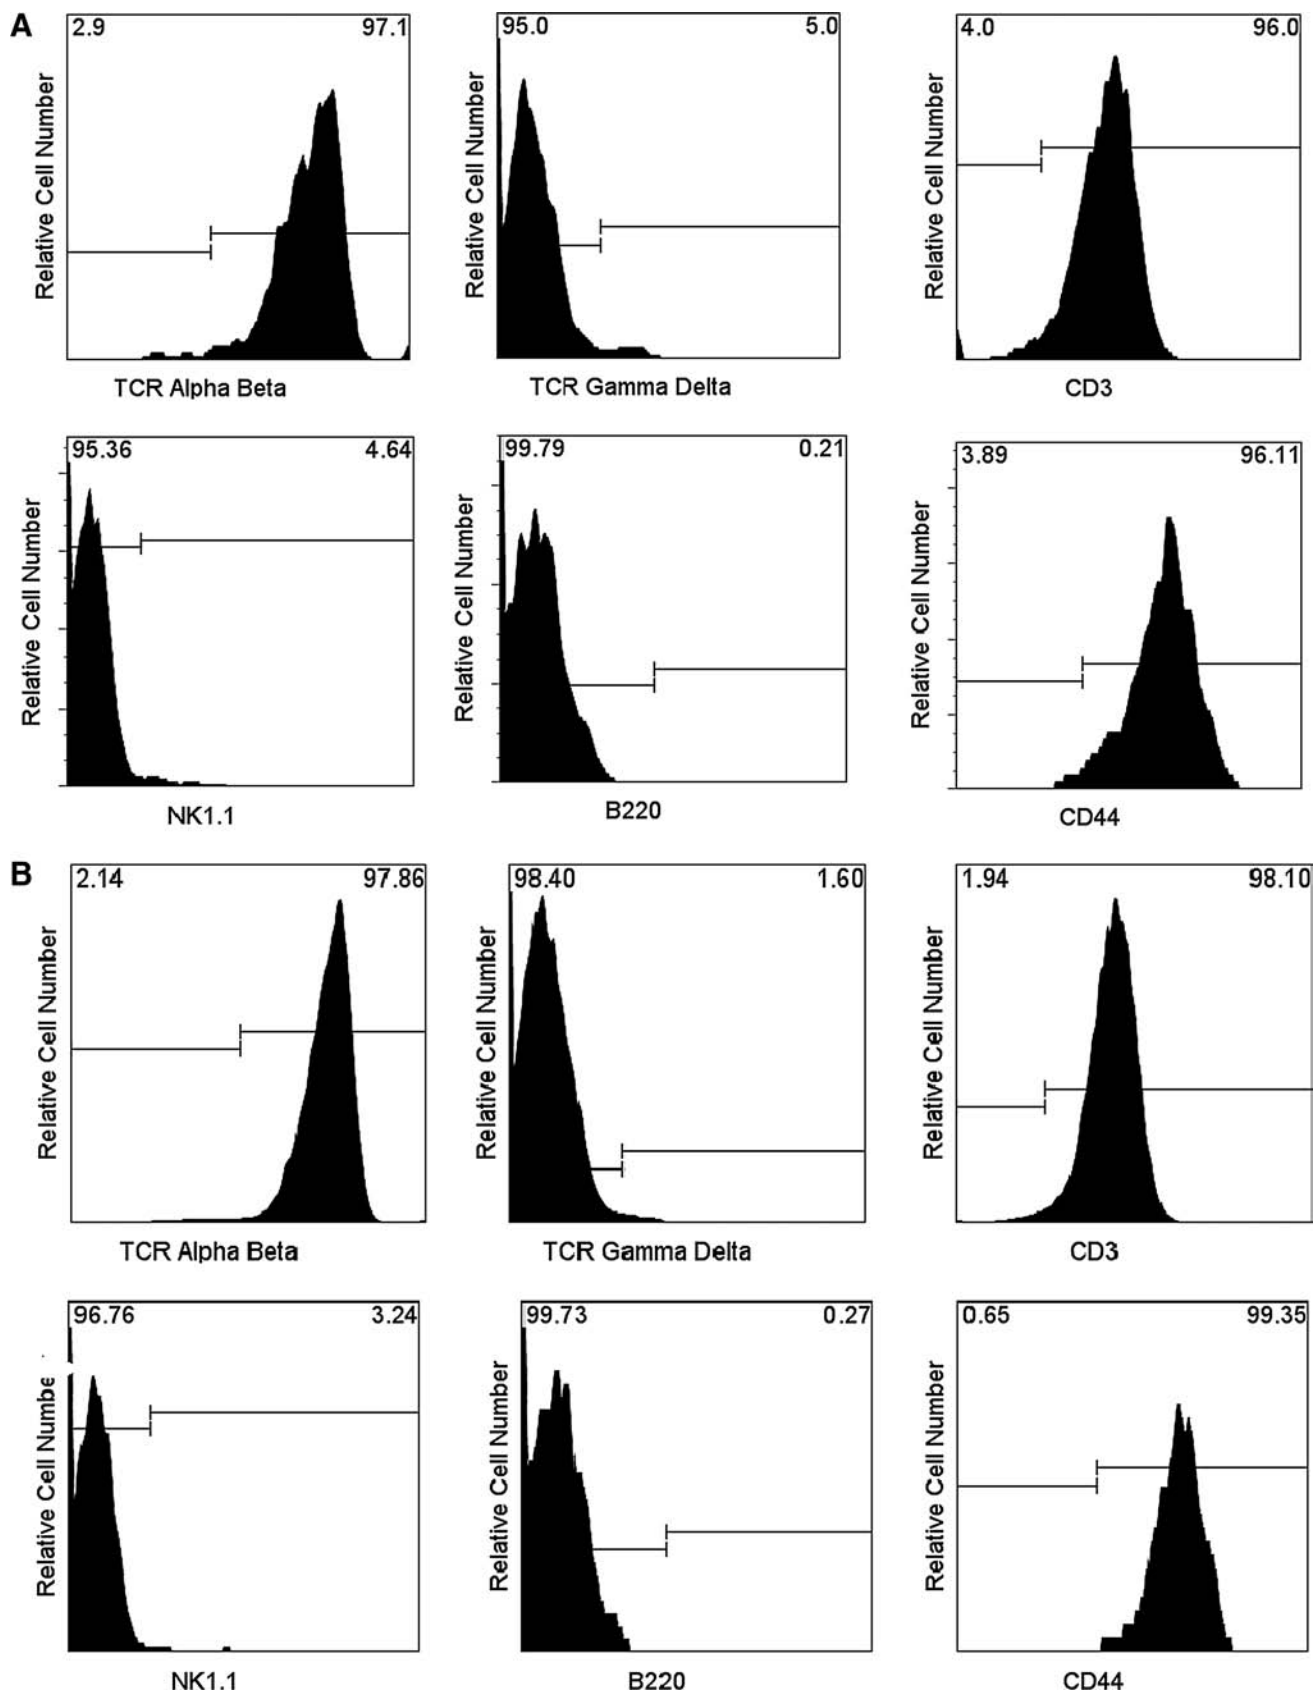 A
2.9 97.1
Relative Cell Number
TCR Alpha Beta
95.0 5.0
Relative Cell Number
TCR Gamma Delta
4.0 96.0
Relative Cell Number
CD3
95.36 4.64
Relative Cell Number
NK1.1
99.79 0.21
Relative Cell Number
B220
3.89 96.11
Relative Cell Number
CD44
B
2.14 97.86
Relative Cell Number
TCR Alpha Beta
98.40 1.60
Relative Cell Number
TCR Gamma Delta
1.94 98.10
Relative Cell Number
CD3
96.76 3.24
Relative Cell Numbe
NK1.1
99.73 0.27
Relative Cell Number
B220
0.65 99.35
Relative Cell Number
CD44